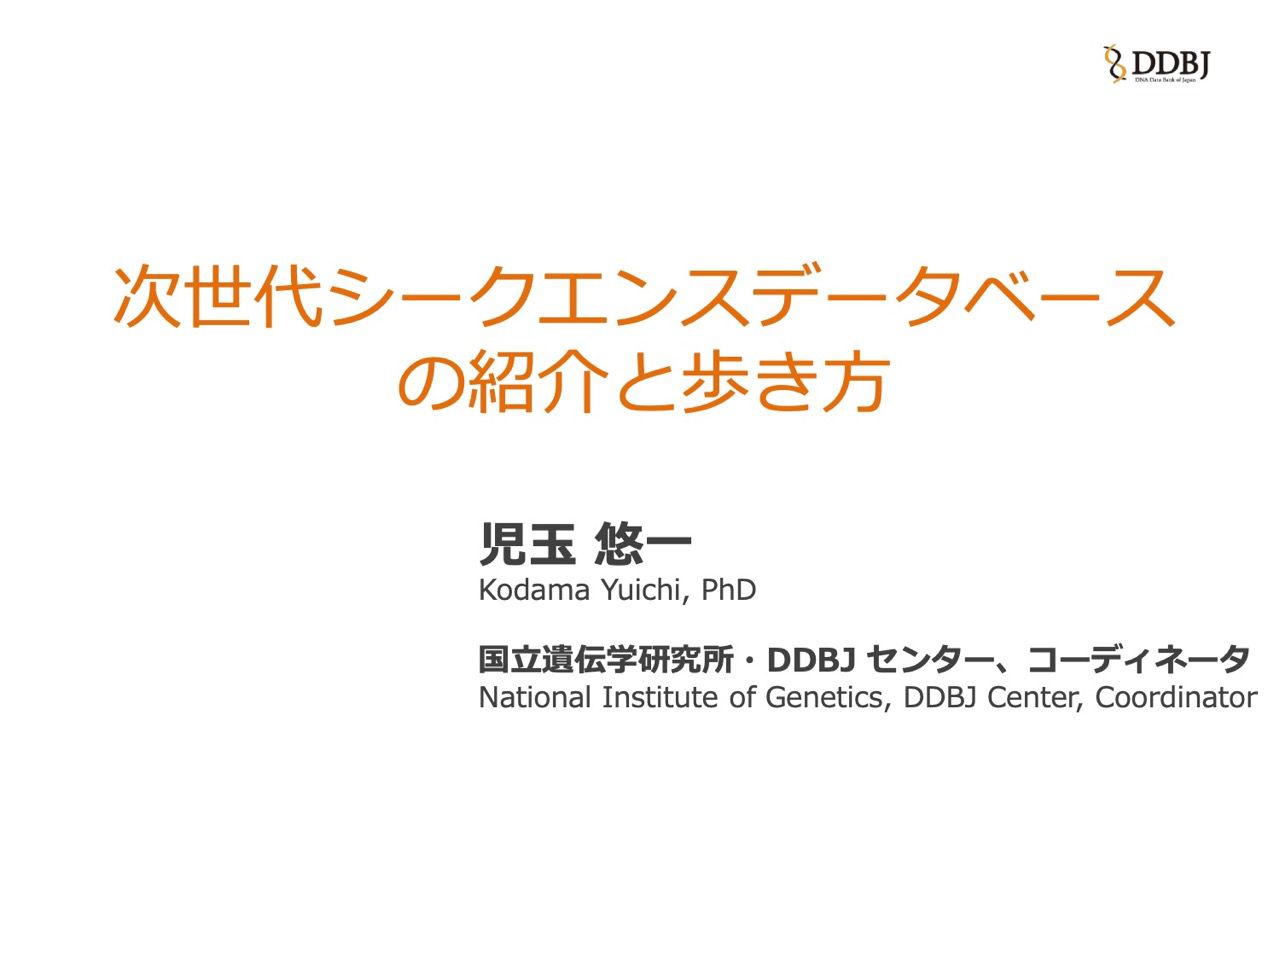 DDBJ
DNA Data Bank of Japan
次世代シークエンスデータベース
の紹介と歩き方
児玉 悠一
Kodama Yuichi, PhD
国立遺伝学研究所・DDBJ センター、コーディネータ
National Institute of Genetics, DDBJ Center, Coordinator